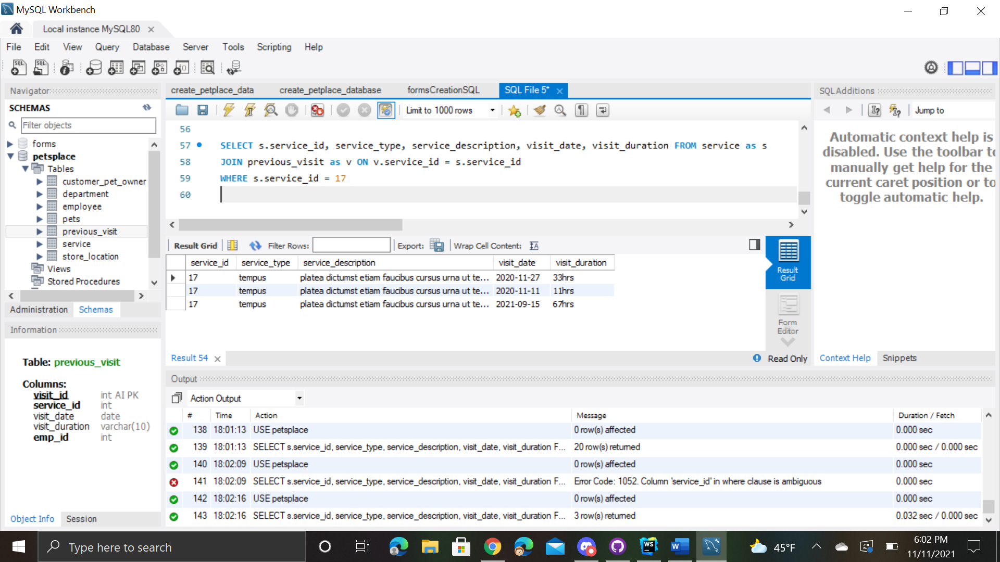 MySQL Workbench
Local instance MySQL80
File Edit View Query Database Server Tools Scripting Help
Navigator
SCHEMAS
Filter objects
forms
petsplace
Tables
customer_pet_owner
department
employee
pets
previous_visit
service
store_location
Views
Stored Procedures
Administration Schemas
Information
Table: previous_visit
Columns:
visit_id int AI PK
service_id int
visit_date date
visit_duration varchar(10)
emp_id int
Object Info Session
create_petplace_data create_petplace_database formsCreationSQL SQL File 5*
Limit to 1000 rows
56
57 SELECT s.service_id, service_type, service_description, visit_date, visit_duration FROM service as s
58 JOIN previous_visit as v ON v.service_id = s.service_id
59 WHERE s.service_id = 17
60
Result Grid Filter Rows: Export: Wrap Cell Content:
service_id service_type service_description visit_date visit_duration
17 tempus platea dictumst etiam faucibus cursus urna ut te... 2020-11-27 33hrs
17 tempus platea dictumst etiam faucibus cursus urna ut te... 2020-11-11 11hrs
17 tempus platea dictumst etiam faucibus cursus urna ut te... 2021-09-15 67hrs
Result
Grid
Form
Editor
Result 54
Read Only
SQLAdditions
Jump to
Automatic context help is
disabled. Use the toolbar to
manually get help for the
current caret position or to
toggle automatic help.
Context Help Snippets
Output
Action Output
# Time Action Message Duration / Fetch
138 18:01:13 USE petsplace 0 row(s) affected 0.000 sec
139 18:01:13 SELECT s.service_id, service_type, service_description, visit_date, visit_duration F... 20 row(s) returned 0.000 sec / 0.000 sec
140 18:02:09 USE petsplace 0 row(s) affected 0.000 sec
141 18:02:09 SELECT s.service_id, service_type, service_description, visit_date, visit_duration F... Error Code: 1052. Column 'service_id' in where clause is ambiguous 0.000 sec
142 18:02:16 USE petsplace 0 row(s) affected 0.000 sec
143 18:02:16 SELECT s.service_id, service_type, service_description, visit_date, visit_duration F... 3 row(s) returned 0.032 sec / 0.000 sec
Type here to search
45°F
6:02 PM
11/11/2021